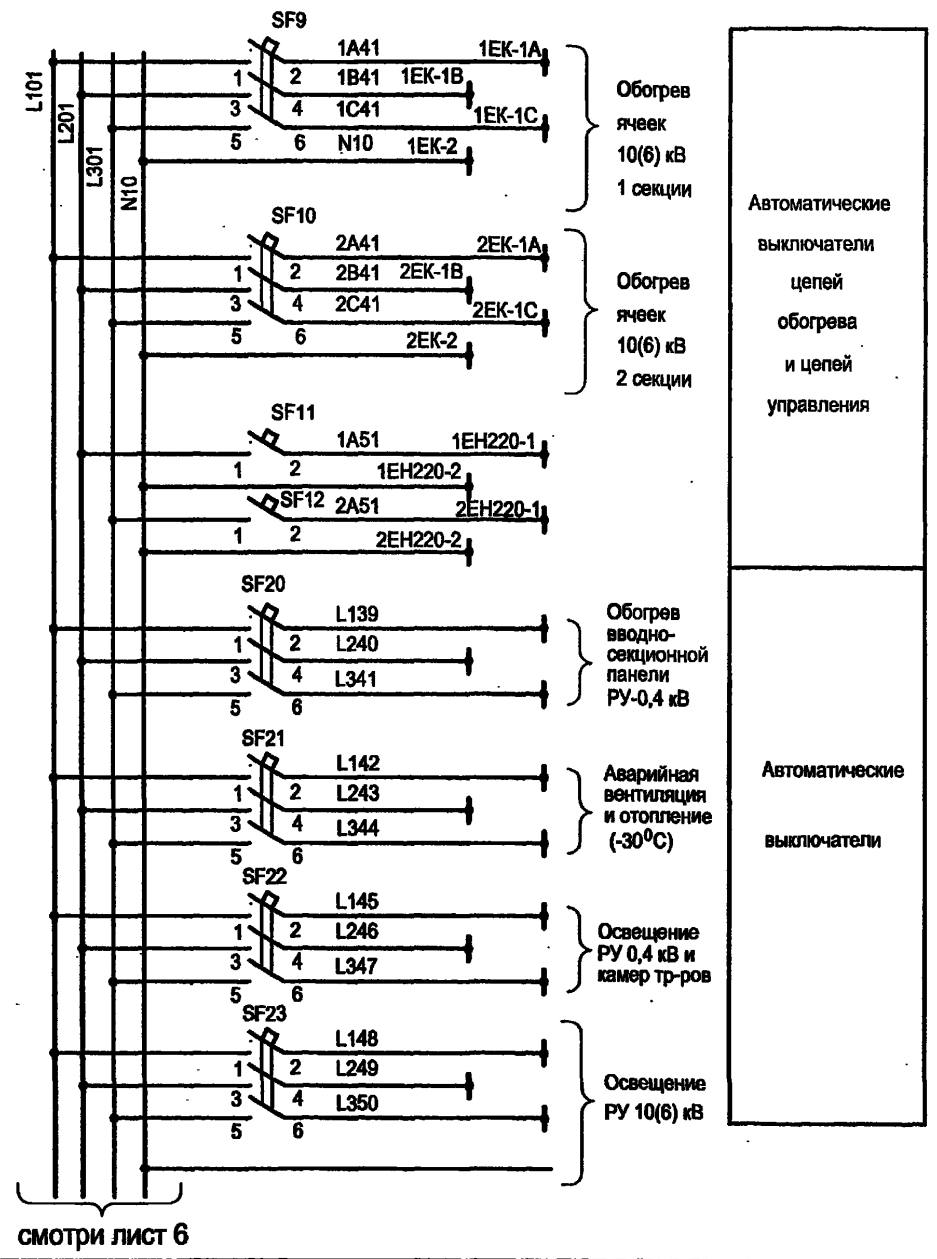 SF9
L101
L201
L301
N10
1A41
1EK-1A
1
2
1B41
1EK-1B
3
4
1C41
1EK-1C
5
6
N10
1EK-2
Обогрев
ячеек
10(6) кВ
1 секции
SF10
2A41
2EK-1A
1
2
2B41
2EK-1B
3
4
2C41
2EK-1C
5
6
2EK-2
Обогрев
ячеек
10(6) кВ
2 секции
SF11
1A51
1EH220-1
1
2
1EH220-2
SF12
2A51
2EH220-1
1
2
2EH220-2
Автоматические
выключатели
цепей
обогрева
и цепей
управления
SF20
L139
1
2
L240
3
4
L341
5
6
Обогрев
вводно-
секционной
панели
РУ-0,4 кВ
SF21
L142
1
2
L243
3
4
L344
5
6
Аварийная
вентиляция
и отопление
(-30⁰С)
SF22
L145
1
2
L246
3
4
L347
5
6
Освещение
РУ 0,4 кВ и
камер тр-ров
SF23
L148
1
2
L249
3
4
L350
5
6
Освещение
РУ 10(6) кВ
Автоматические
выключатели
смотри лист 6